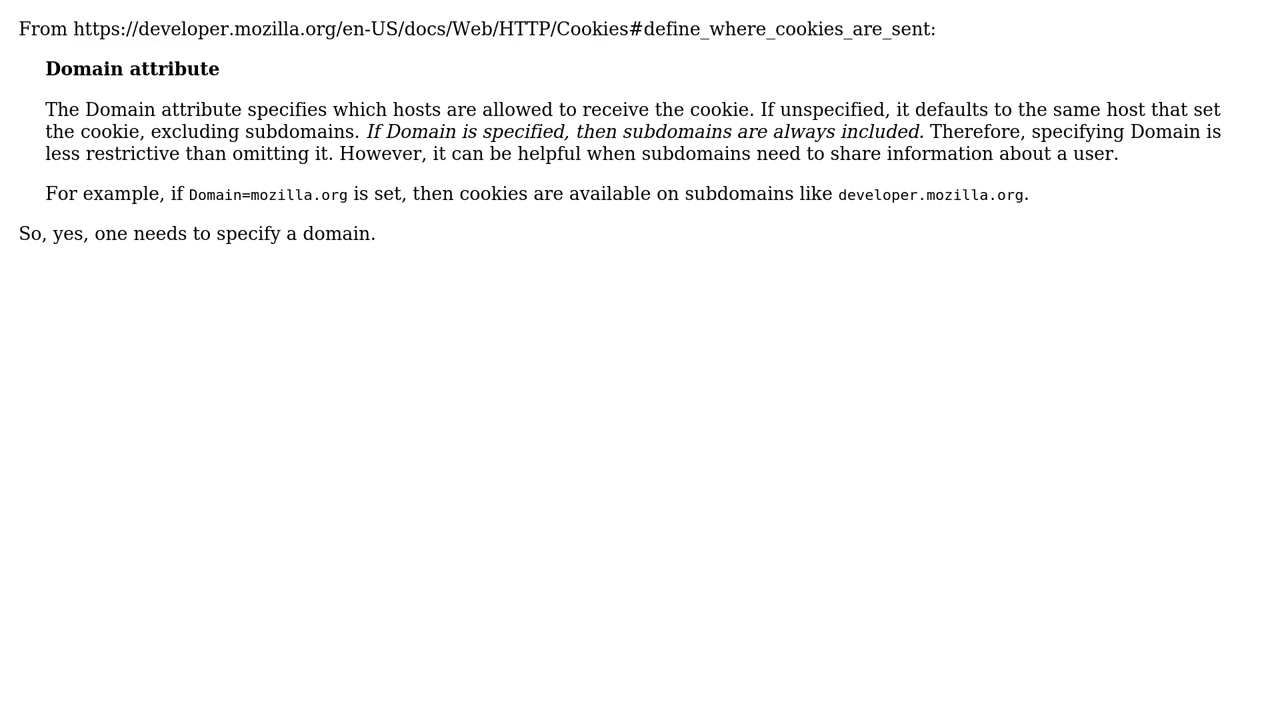 From https://developer.mozilla.org/en-US/docs/Web/HTTP/Cookies#define_where_cookies_are_sent:
Domain attribute
The Domain attribute specifies which hosts are allowed to receive the cookie. If unspecified, it defaults to the same host that set
the cookie, excluding subdomains. If Domain is specified, then subdomains are always included. Therefore, specifying Domain is
less restrictive than omitting it. However, it can be helpful when subdomains need to share information about a user.
For example, if Domain=mozilla.org is set, then cookies are available on subdomains like developer.mozilla.org.
So, yes, one needs to specify a domain.